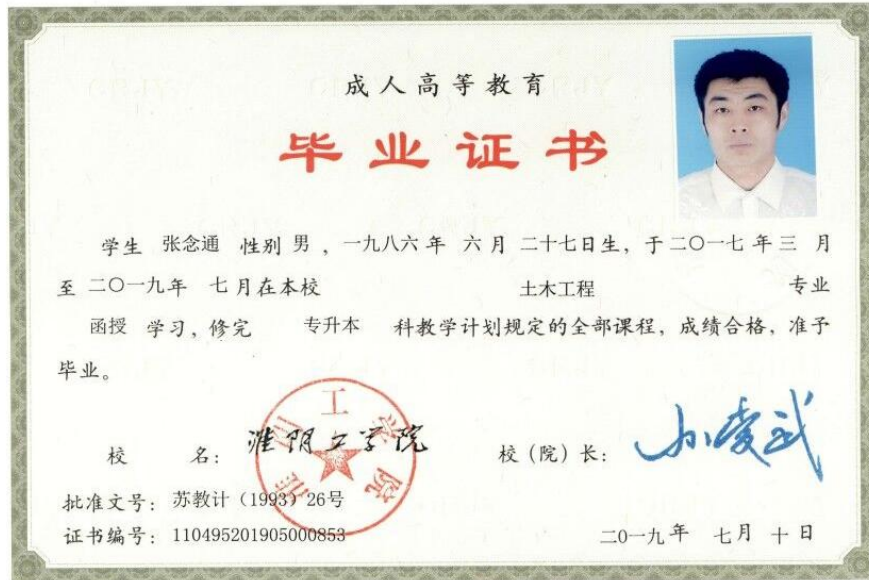 成人高等教育
毕业证书
学生 张念通 性别 男，一九八六年 六月 二十七日生，于二〇一七年三 月
至 二〇一九年 七月在本校 土木工程 专业
函授 学习，修完 专升本 科教学计划规定的全部课程，成绩合格，准予
毕业。
校 名：淮阴工学院 校（院）长：
批准文号：苏教计（1993）26号
证书编号：110495201905000853 二〇一九年 七月 十日